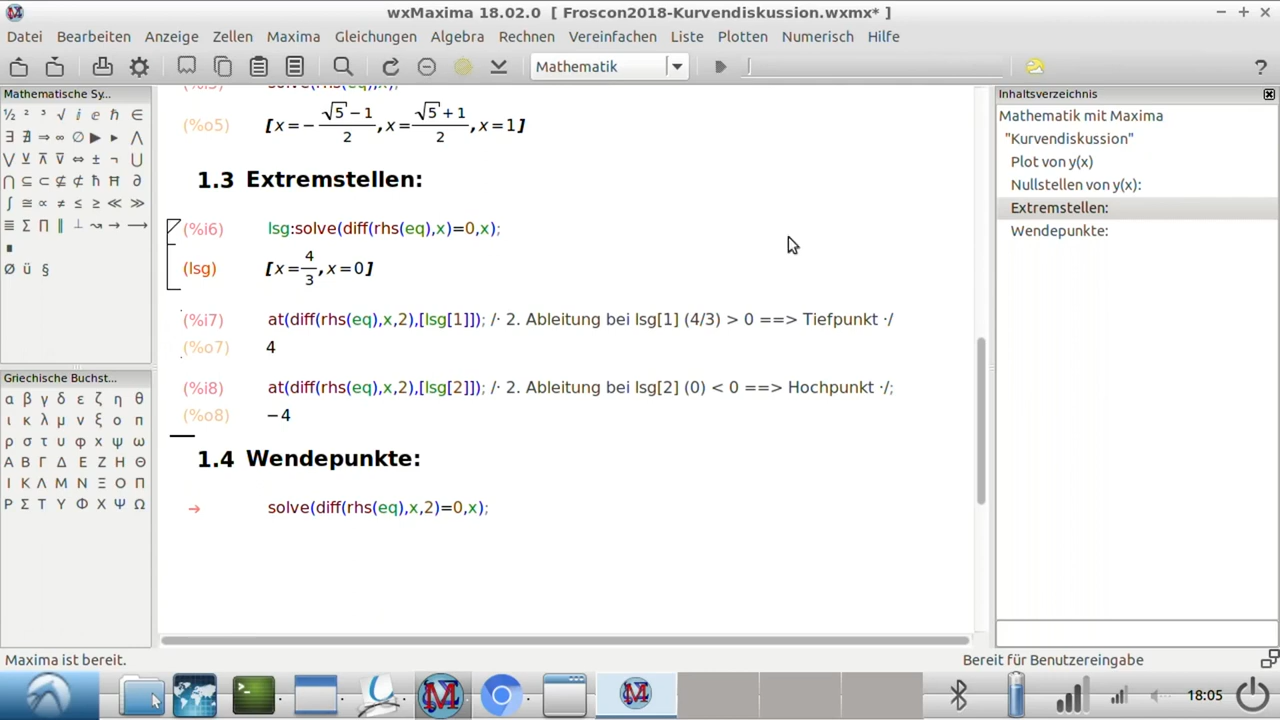 wxMaxima 18.02.0 [ Froscon2018-Kurvendiskussion.wxmx* ]
Datei Bearbeiten Anzeige Zellen Maxima Gleichungen Algebra Rechnen Vereinfachen Liste Plotten Numerisch Hilfe
Mathematik
?
Mathematische Sy...
½ ² ³ √ ⅈ ⅇ ℏ ∈
∃ ∄ ⇒ ∞ ∅ ▶ ▸ ⋀
⋁ ⊻ ⊼ ⊽ ⇔ ± ¬ ⋃
⋂ ⊆ ⊂ ⊈ ⊄ ħ Ħ ∂
∫ ≅ ∝ ≠ ≤ ≥ ≪ ≫
≣ ∑ ∏ ∥ ⟂ ↝ → ⟶
∎
Ø ü §
Griechische Buchst...
α β γ δ ε ζ η θ
ι κ λ μ ν ξ ο π
ρ σ τ υ φ χ ψ ω
Α Β Γ Δ Ε Ζ Η Θ
Ι Κ Λ Μ Ν Ξ Ο Π
Ρ Σ Τ Υ Φ Χ Ψ Ω
(%o5) [x=−(√5−1)/2,x=(√5+1)/2,x=1]
1.3 Extremstellen:
(%i6) lsg:solve(diff(rhs(eq),x)=0,x);
(lsg) [x=4/3,x=0]
(%i7) at(diff(rhs(eq),x,2),[lsg[1]]); /· 2. Ableitung bei lsg[1] (4/3) > 0 ==> Tiefpunkt ·/
(%o7) 4
(%i8) at(diff(rhs(eq),x,2),[lsg[2]]); /· 2. Ableitung bei lsg[2] (0) < 0 ==> Hochpunkt ·/;
(%o8) −4
1.4 Wendepunkte:
→ solve(diff(rhs(eq),x,2)=0,x);
Inhaltsverzeichnis
Mathematik mit Maxima
"Kurvendiskussion"
Plot von y(x)
Nullstellen von y(x):
Extremstellen:
Wendepunkte:
Maxima ist bereit.
Bereit für Benutzereingabe
18:05